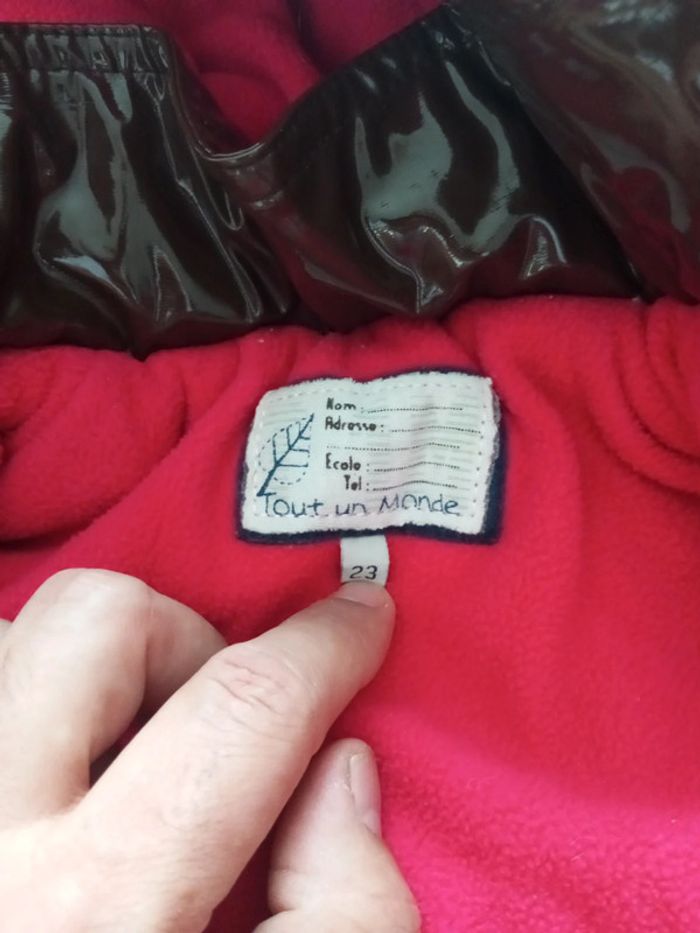 Nom :
Adresse :
Ecole :
Tel :
Tout un Monde
23